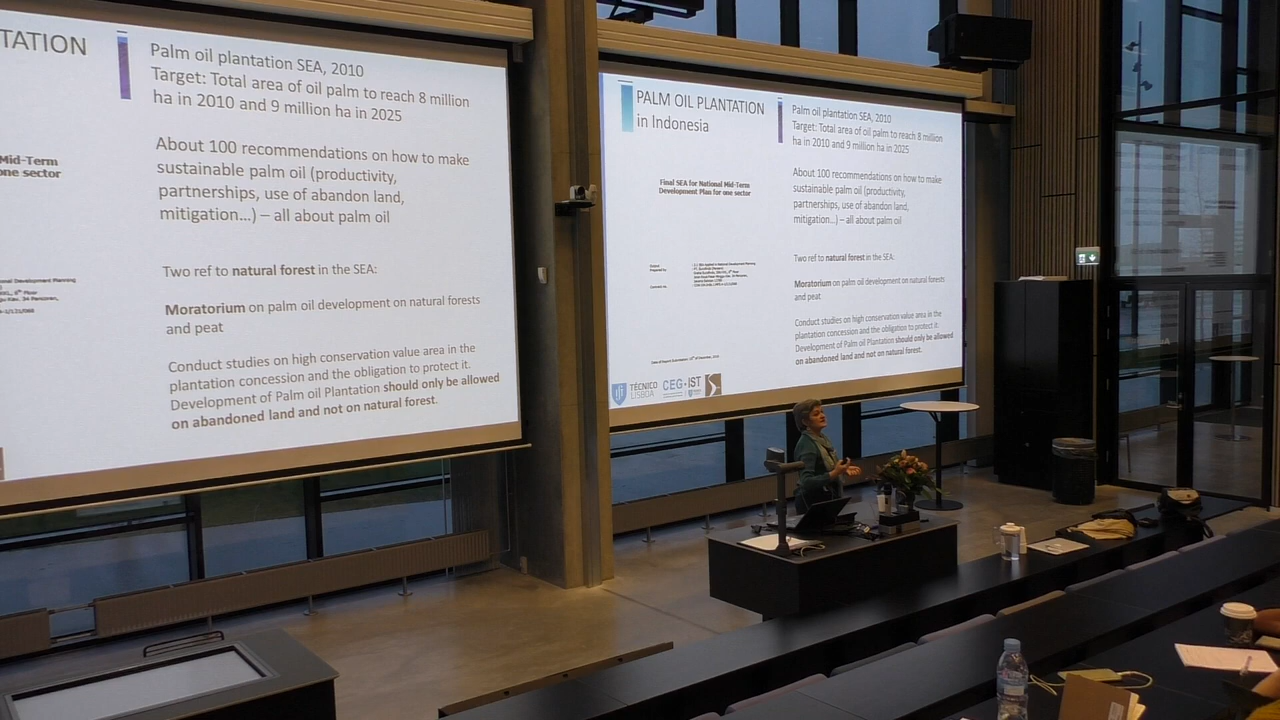 TATION
Palm oil plantation SEA, 2010
Target: Total area of oil palm to reach 8 million
ha in 2010 and 9 million ha in 2025
About 100 recommendations on how to make
sustainable palm oil (productivity,
partnerships, use of abandon land,
mitigation...) – all about palm oil
Mid-Term
one sector
Two ref to natural forest in the SEA:
Moratorium on palm oil development on natural forests
and peat
Conduct studies on high conservation value area in the
plantation concession and the obligation to protect it.
Development of Palm Oil Plantation should only be allowed
on abandoned land and not on natural forest.
PALM OIL PLANTATION
in Indonesia
Final SEA for National Mid-Term
Development Plan for one sector
TÉCNICO
LISBOA
CEG-IST
Palm oil plantation SEA, 2010
Target: Total area of oil palm to reach 8 million
ha in 2010 and 9 million ha in 2025
About 100 recommendations on how to make
sustainable palm oil (productivity,
partnerships, use of abandon land,
mitigation...) – all about palm oil
Two ref to natural forest in the SEA:
Moratorium on palm oil development on natural forests
and peat
Conduct studies on high conservation value area in the
plantation concession and the obligation to protect it.
Development of Palm Oil Plantation should only be allowed
on abandoned land and not on natural forest.